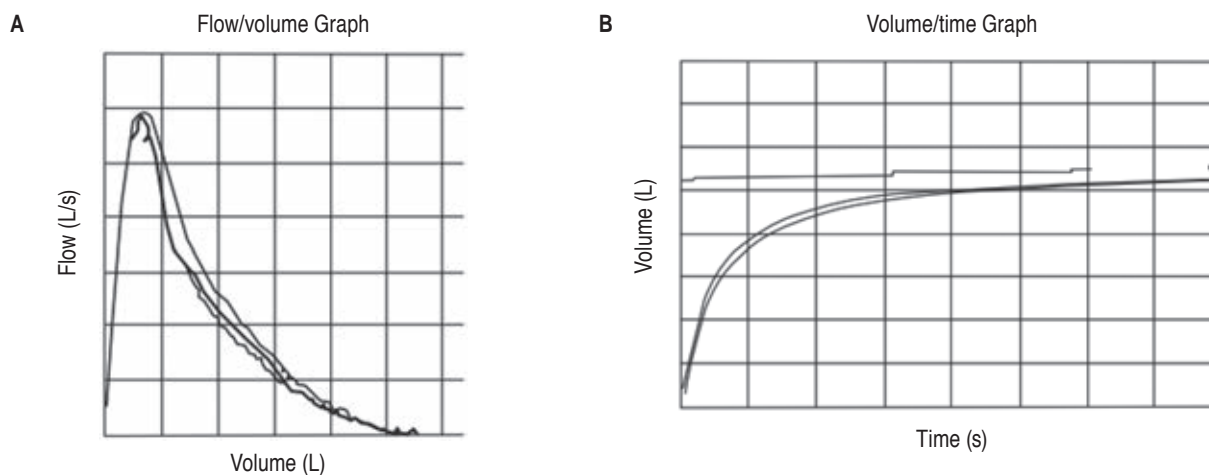 A
Flow/volume Graph
Flow (L/s)
Volume (L)
B
Volume/time Graph
Volume (L)
Time (s)